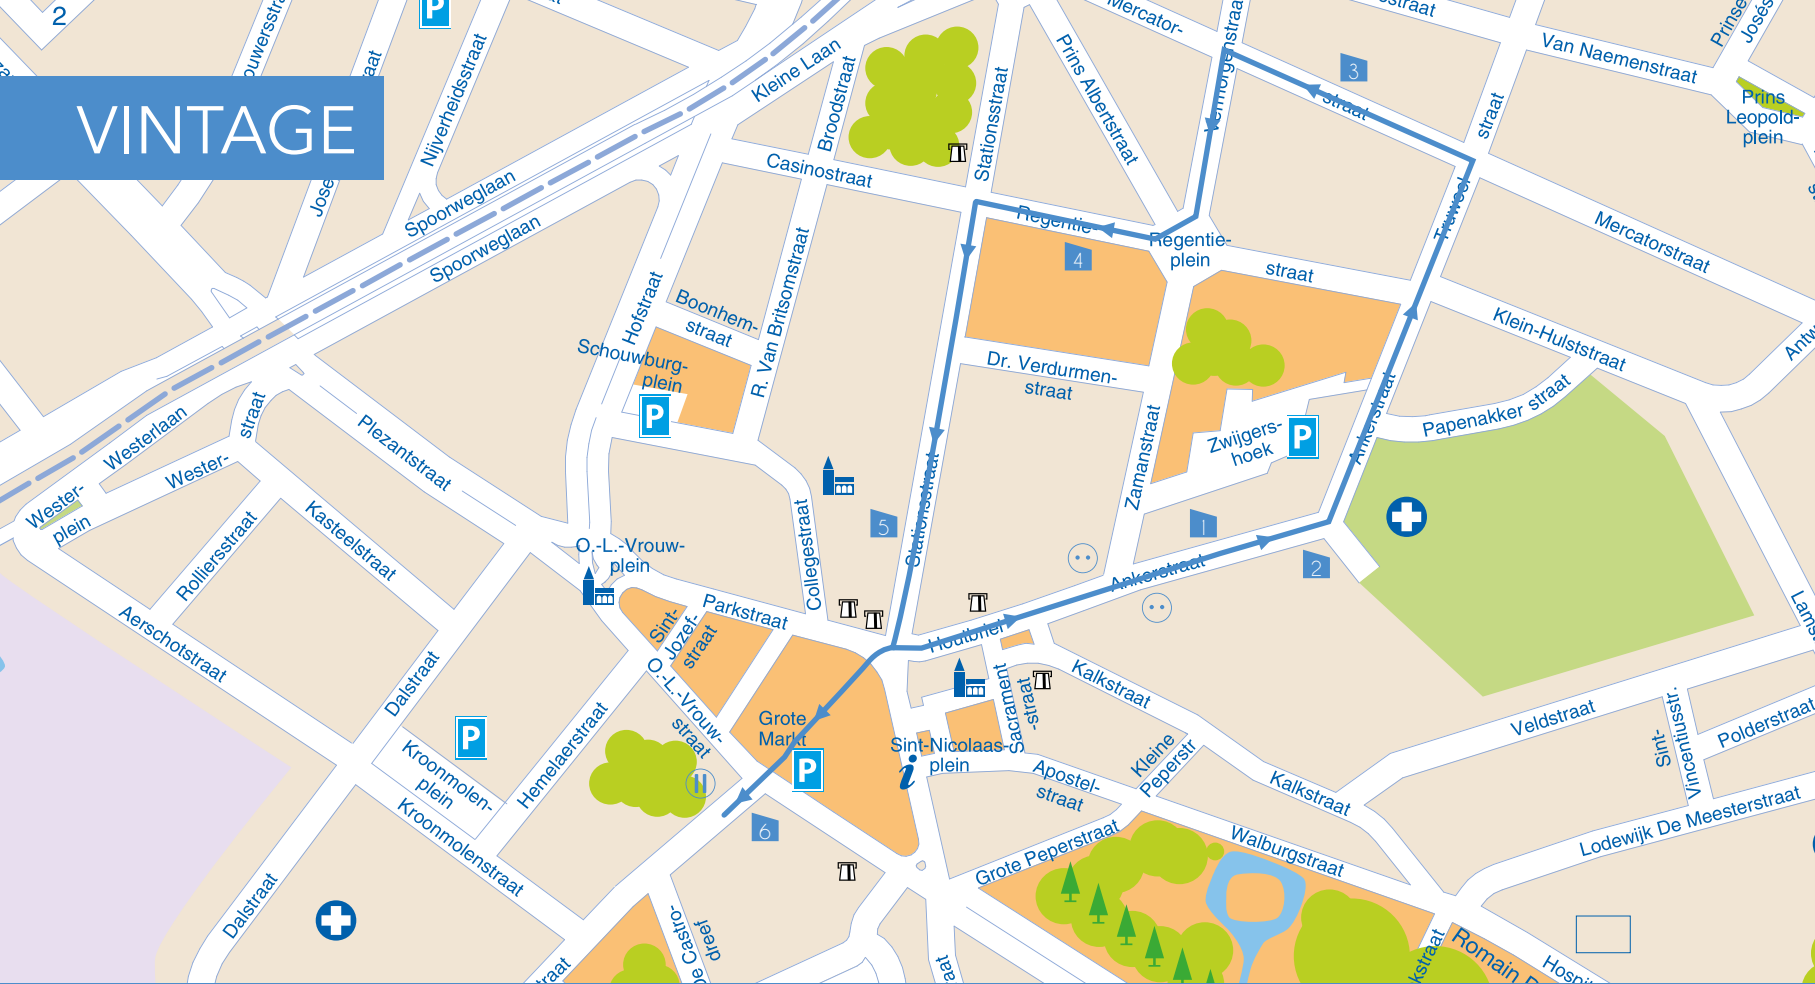 2
P
VINTAGE
Nijverheidsstraat
Spoorweglaan
Spoorweglaan
Kleine Laan
Broodstraat
Casinostraat
Stationsstraat
Prins Albertstraat
Mercator-
straat
3
Van Naemenstraat
Prins
Leopold-
plein
straat
Truweel
Mercatorstraat
Regentie-
Regentie-
plein
straat
4
Klein-Hulststraat
Papenakker straat
Hofstraat
Boonhem-
straat
R. Van Britsomstraat
Schouwburg-
plein
P
Dr. Verdurmen-
straat
Zamanstraat
Zwijgers-
hoek
P
Ankerstraat
Westerlaan
straat
Wester-
Wester-
plein
Plezantstraat
Kasteelstraat
Rolliersstraat
Collegestraat
Stationsstraat
5
1
2
O.-L.-Vrouw-
plein
Parkstraat
Sint-
Jozef-
straat
O.-L.-Vrouw-
straat
Houtbriel
Ankerstraat
Aerschotstraat
Dalstraat
Dalstraat
P
Kroonmolen-
plein
Kroonmolenstraat
Hemelaerstraat
Grote
Markt
P
6
Sint-Nicolaas-
plein
i
Sacrament
-straat
Kalkstraat
Kalkstraat
Kleine
Peperstr
Apostel-
straat
Grote Peperstraat
Walburgstraat
Veldstraat
Sint-
Vincentiusstr.
Polderstraat
Lodewijk De Meesterstraat
dreef